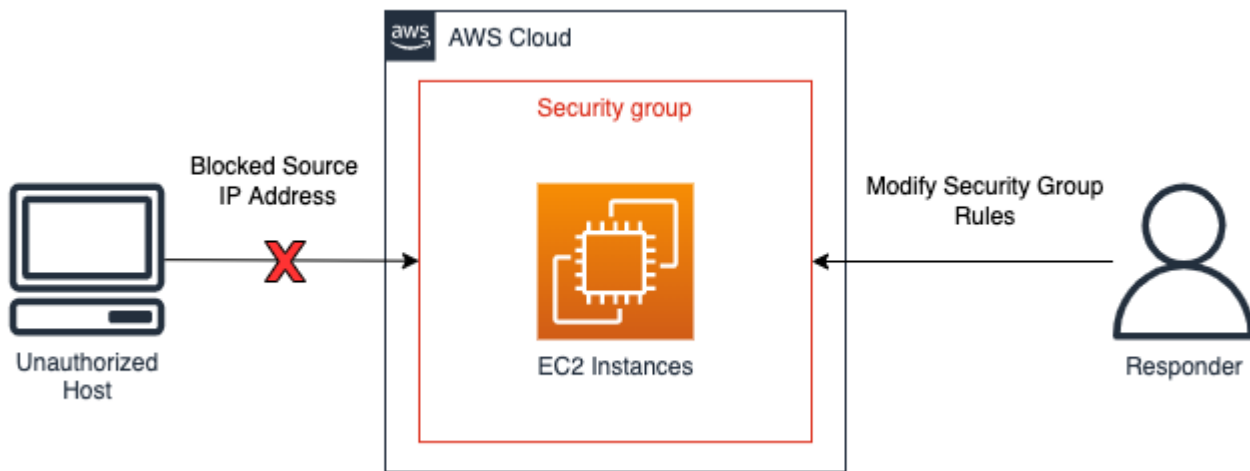 aws
AWS Cloud
Security group
Blocked Source
IP Address
Modify Security Group
Rules
Unauthorized
Host
EC2 Instances
Responder